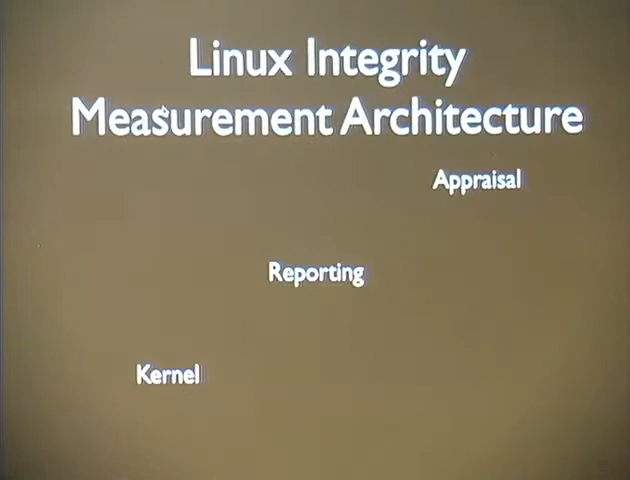 Linux Integrity
Measurement Architecture
Appraisal
Reporting
Kernel